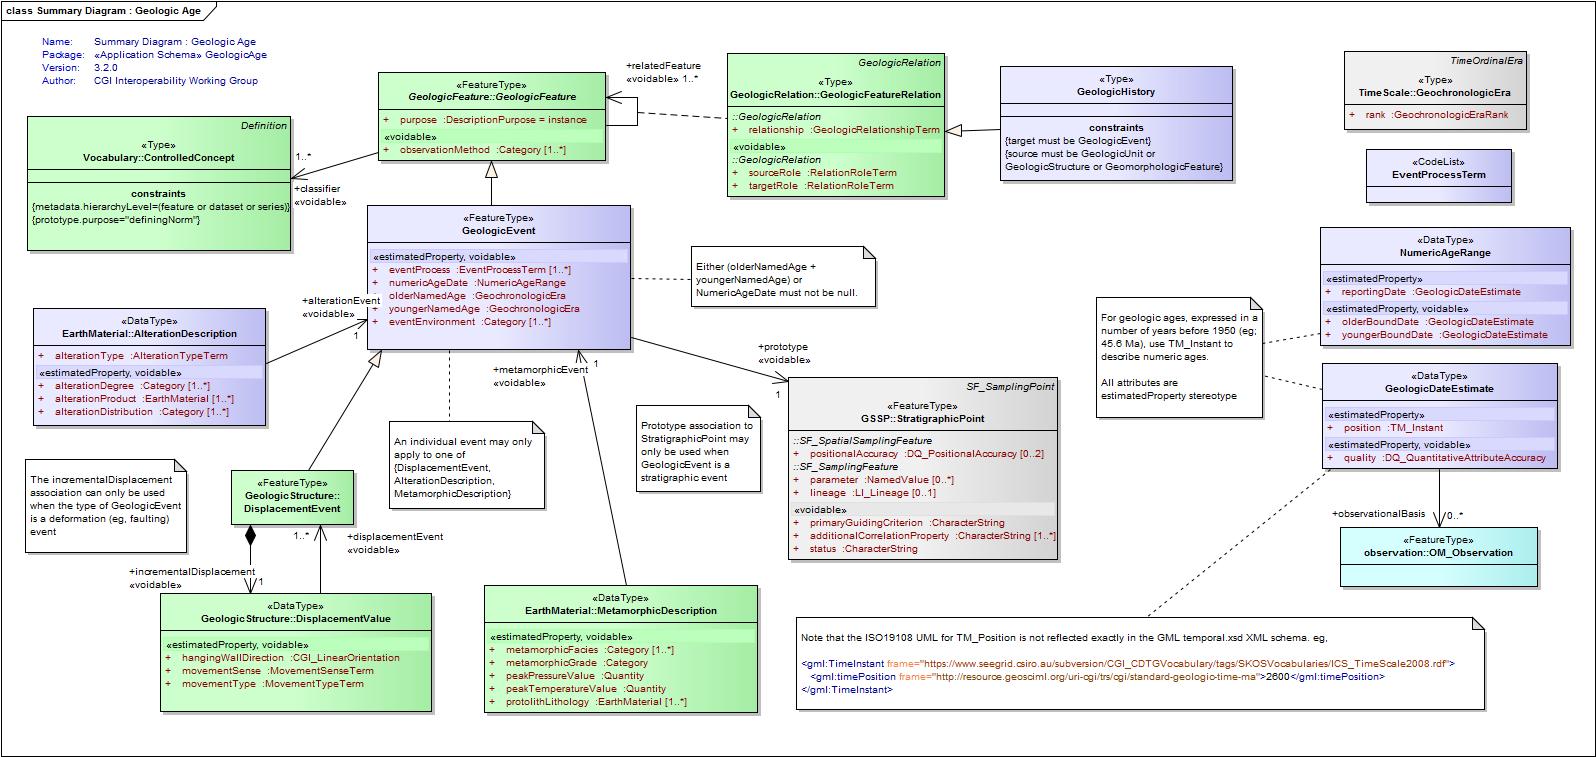 class Summary Diagram : Geologic Age
Name: Summary Diagram : Geologic Age
Package: «Application Schema» GeologicAge
Version: 3.2.0
Author: CGI Interoperability Working Group
«FeatureType»
GeologicFeature::GeologicFeature
+ purpose :DescriptionPurpose = instance
«voidable»
+ observationMethod :Category [1..*]
+relatedFeature
«voidable» 1..*
GeologicRelation
«Type»
GeologicRelation::GeologicFeatureRelation
::GeologicRelation
+ relationship :GeologicRelationshipTerm
«voidable»
::GeologicRelation
+ sourceRole :RelationRoleTerm
+ targetRole :RelationRoleTerm
«Type»
GeologicHistory
constraints
{target must be GeologicEvent}
{source must be GeologicUnit or
GeologicStructure or GeomorphologicFeature}
TimeOrdinalEra
«Type»
TimeScale::GeochronologicEra
+ rank :GeochronologicEraRank
«CodeList»
EventProcessTerm
Definition
«Type»
Vocabulary::ControlledConcept
constraints
{metadata.hierarchyLevel=(feature or dataset or series)}
{prototype.purpose="definingNorm"}
1..*
+classifier
«voidable»
«FeatureType»
GeologicEvent
«estimatedProperty, voidable»
+ eventProcess :EventProcessTerm [1..*]
+ numericAgeDate :NumericAgeRange
olderNamedAge :GeochronologicEra
+ youngerNamedAge :GeochronologicEra
+ eventEnvironment :Category [1..*]
Either (olderNamedAge +
youngerNamedAge) or
NumericAgeDate must not be null.
«DataType»
NumericAgeRange
«estimatedProperty»
+ reportingDate :GeologicDateEstimate
«estimatedProperty, voidable»
+ olderBoundDate :GeologicDateEstimate
+ youngerBoundDate :GeologicDateEstimate
For geologic ages, expressed in a
number of years before 1950 (eg;
45.6 Ma), use TM_Instant to
describe numeric ages.
All attributes are
estimatedProperty stereotype
+alterationEvent
«voidable»
1
«DataType»
EarthMaterial::AlterationDescription
+ alterationType :AlterationTypeTerm
«estimatedProperty, voidable»
+ alterationDegree :Category [1..*]
+ alterationProduct :EarthMaterial [1..*]
+ alterationDistribution :Category [1..*]
+metamorphicEvent
«voidable»
1
+prototype
«voidable»
1
SF_SamplingPoint
«FeatureType»
GSSP::StratigraphicPoint
::SF_SpatialSamplingFeature
+ positionalAccuracy :DQ_PositionalAccuracy [0..2]
::SF_SamplingFeature
+ parameter :NamedValue [0..*]
+ lineage :LI_Lineage [0..1]
«voidable»
+ primaryGuidingCriterion :CharacterString
+ additionalCorrelationProperty :CharacterString [1..*]
+ status :CharacterString
«DataType»
GeologicDateEstimate
«estimatedProperty»
+ position :TM_Instant
«estimatedProperty, voidable»
+ quality :DQ_QuantitativeAttributeAccuracy
An individual event may only
apply to one of
{DisplacementEvent,
AlterationDescription,
MetamorphicDescription}
Prototype association to
StratigraphicPoint may
only be used when
GeologicEvent is a
stratigraphic event
The incrementalDisplacement
association can only be used
when the type of GeologicEvent
is a deformation (eg, faulting)
event
«FeatureType»
GeologicStructure::
DisplacementEvent
1..*
+displacementEvent
«voidable»
+incrementalDisplacement
«voidable»
1
+observationalBasis
0..*
«FeatureType»
observation::OM_Observation
«DataType»
GeologicStructure::DisplacementValue
«estimatedProperty, voidable»
+ hangingWallDirection :CGI_LinearOrientation
+ movementSense :MovementSenseTerm
+ movementType :MovementTypeTerm
«DataType»
EarthMaterial::MetamorphicDescription
«estimatedProperty, voidable»
+ metamorphicFacies :Category [1..*]
+ metamorphicGrade :Category
+ peakPressureValue :Quantity
+ peakTemperatureValue :Quantity
+ protolithLithology :EarthMaterial [1..*]
Note that the ISO19108 UML for TM_Position is not reflected exactly in the GML temporal.xsd XML schema. eg,
<gml:TimeInstant frame="https://www.seegrid.csiro.au/subversion/CGI_CDTGVocabulary/tags/SKOSVocabularies/ICS_TimeScale2008.rdf">
<gml:timePosition frame="http://resource.geosciml.org/uri-cgi/trs/cgi/standard-geologic-time-ma">2600</gml:timePosition>
</gml:TimeInstant>